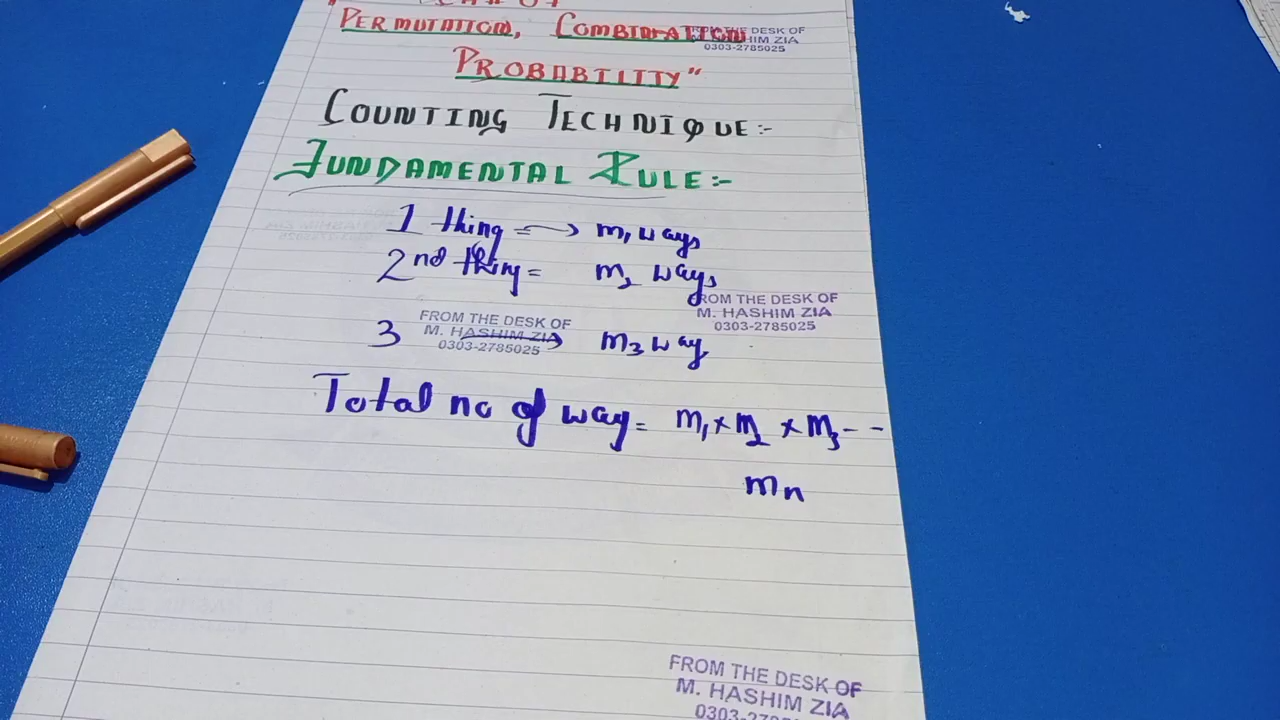 PERMUTATION, COMBINATION
FROM THE DESK OF
HASHIM ZIA
0303-2785025
PROBABILITY"
COUNTING TECHNIQUE:-
FUNDAMENTAL RULE:-
1 thing = → m₁ ways
2nd thing = m₂ ways
FROM THE DESK OF
M. HASHIM ZIA
0303-2785025
3 → m₃ way
FROM THE DESK OF
M. HASHIM ZIA
0303-2785025
Total no of way = m₁ × m₂ × m₃ - -
mn
FROM THE DESK OF
M. HASHIM ZIA